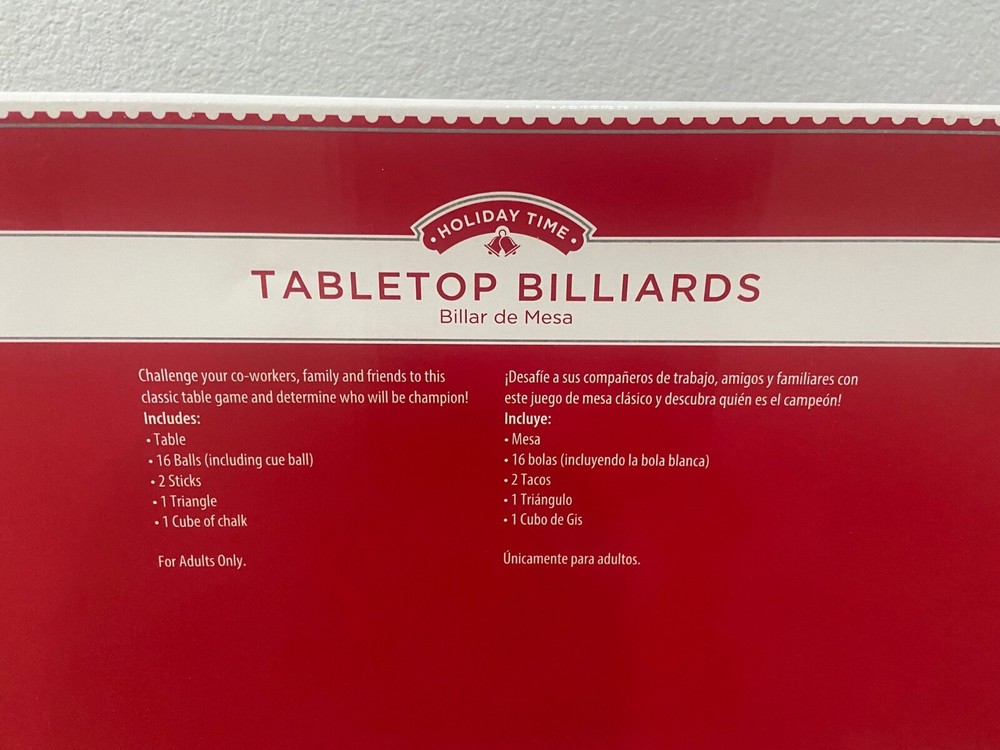 • HOLIDAY TIME •
TABLETOP BILLIARDS
Billar de Mesa
Challenge your co-workers, family and friends to this
classic table game and determine who will be champion!
Includes:
• Table
• 16 Balls (including cue ball)
• 2 Sticks
• 1 Triangle
• 1 Cube of chalk
For Adults Only.
¡Desafíe a sus compañeros de trabajo, amigos y familiares con
este juego de mesa clásico y descubra quién es el campeón!
Incluye:
• Mesa
• 16 bolas (incluyendo la bola blanca)
• 2 Tacos
• 1 Triángulo
• 1 Cubo de Gis
Únicamente para adultos.